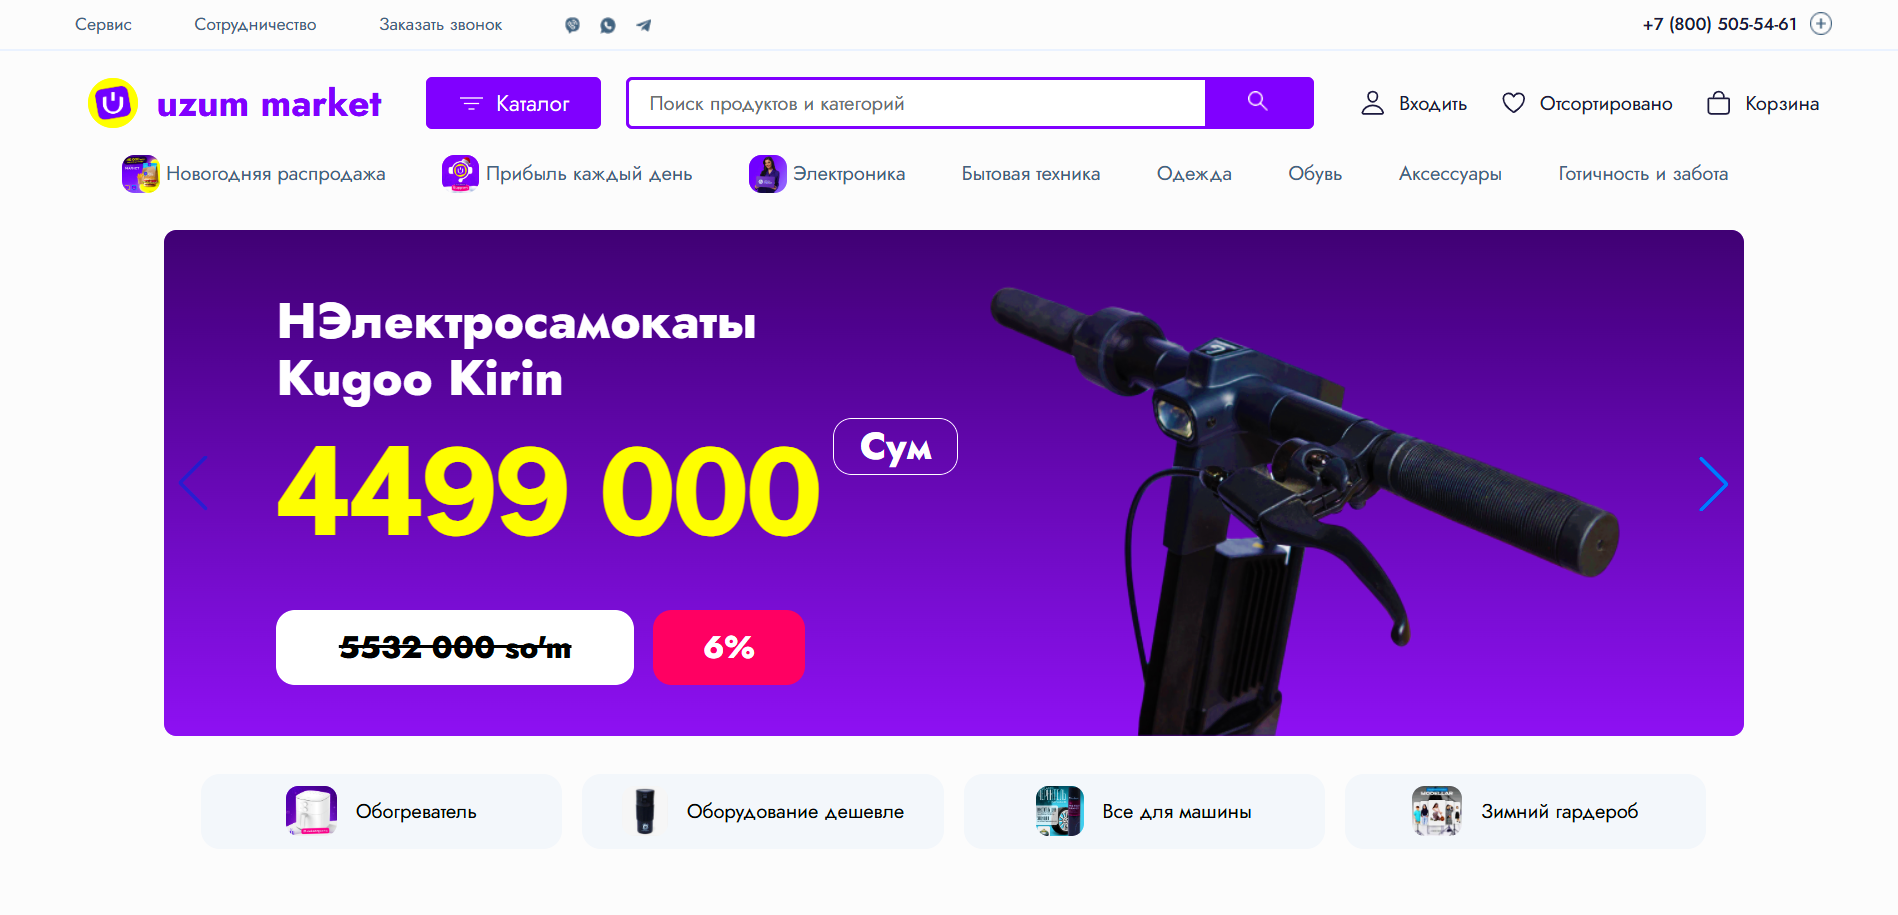 Сервис Сотрудничество Заказать звонок +7 (800) 505-54-61
uzum market Каталог Поиск продуктов и категорий Входить Отсортировано Корзина
Новогодняя распродажа Прибыль каждый день Электроника Бытовая техника Одежда Обувь Аксессуары Готичность и забота
НЭлектросамокаты
Kugoo Kirin
4499 000 Сум
5532 000 so'm 6%
Обогреватель Оборудование дешевле Все для машины Зимний гардероб